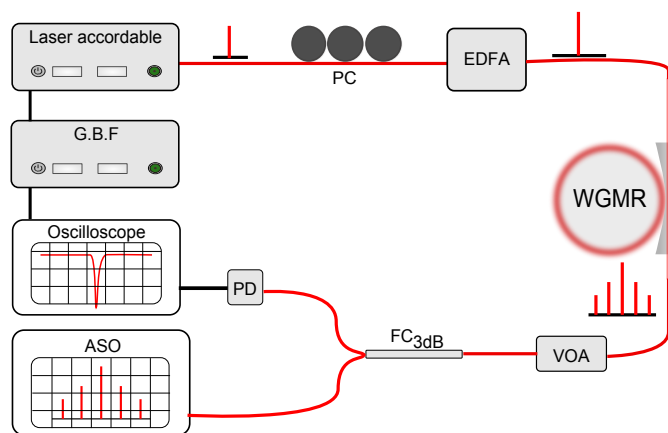 Laser accordable
PC
EDFA
G.B.F
WGMR
Oscilloscope
PD
ASO
FC3dB
VOA